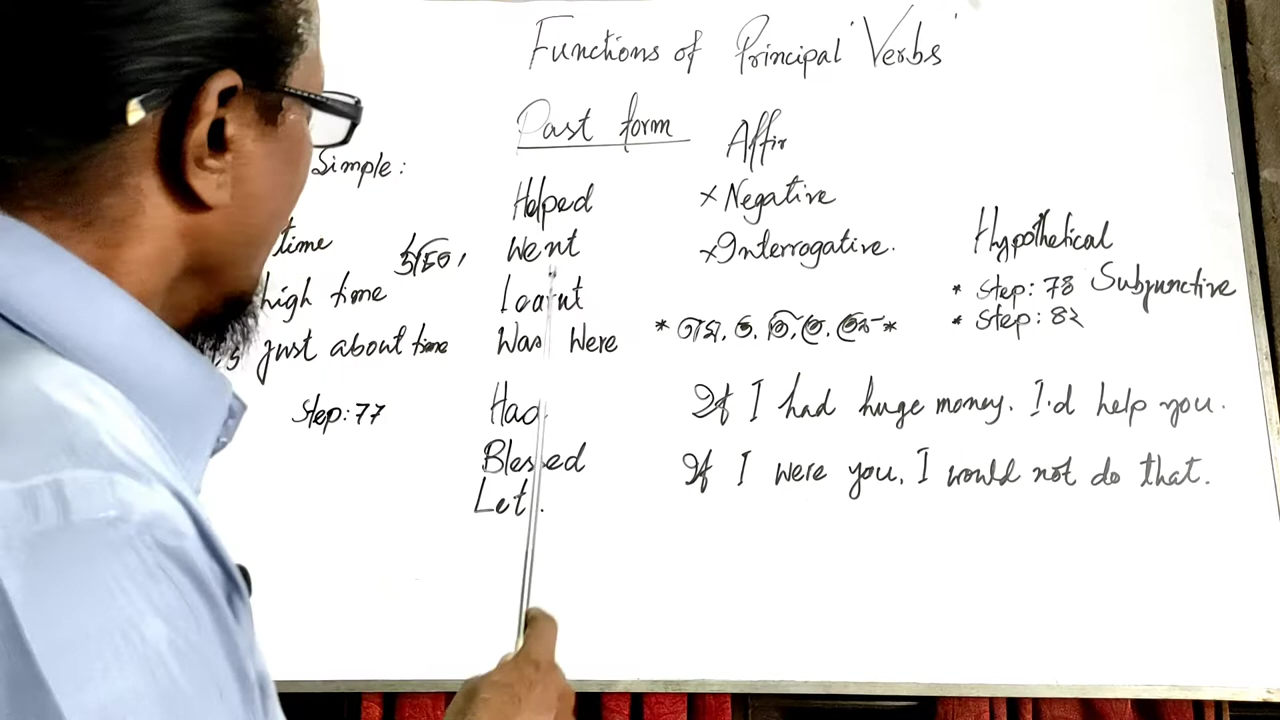 Functions of Principal 'Verbs'
Past form Affir
Simple:
Helped × Negative
time উচিত, Went × Interrogative. Hypothetical
high time Learnt * Step: 78 Subjunctive
just about time Was Were * Step: 82
Step: 77 Had If I had huge money. I'd help you.
Blessed If I were you, I would not do that.
Let.